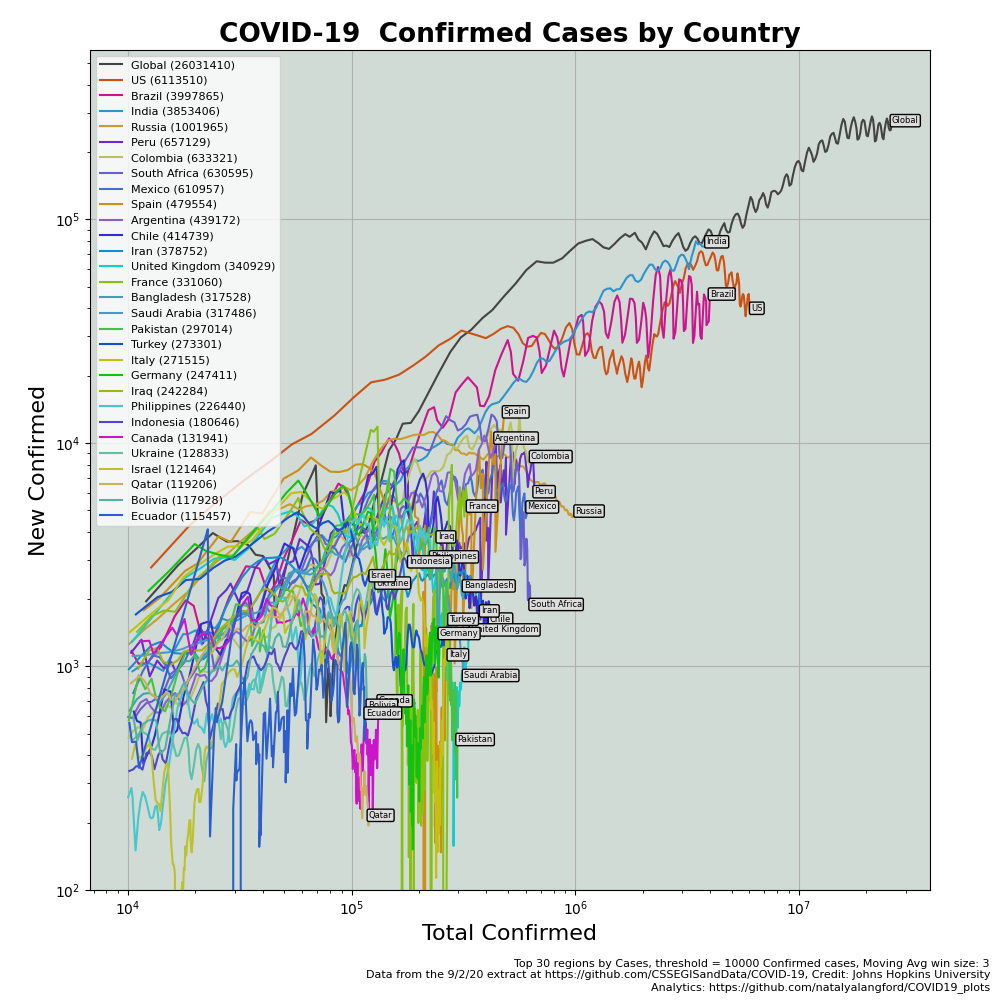 COVID-19  Confirmed Cases by Country
Global (26031410)
US (6113510)
Brazil (3997865)
India (3853406)
Russia (1001965)
Peru (657129)
Colombia (633321)
South Africa (630595)
Mexico (610957)
Spain (479554)
Argentina (439172)
Chile (414739)
Iran (378752)
United Kingdom (340929)
France (331060)
Bangladesh (317528)
Saudi Arabia (317486)
Pakistan (297014)
Turkey (273301)
Italy (271515)
Germany (247411)
Iraq (242284)
Philippines (226440)
Indonesia (180646)
Canada (131941)
Ukraine (128833)
Israel (121464)
Qatar (119206)
Bolivia (117928)
Ecuador (115457)
Global
India
Brazil
US
Spain
Argentina
Colombia
Peru
Mexico
Russia
France
Iraq
Indonesia
Israel
Bangladesh
South Africa
Iran
Turkey
Germany
Italy
Saudi Arabia
Bolivia
Ecuador
Pakistan
Qatar
New Confirmed
10⁵
10⁴
10³
10²
10⁴ 10⁵ 10⁶ 10⁷
Total Confirmed
Top 30 regions by Cases, threshold = 10000 Confirmed cases, Moving Avg win size: 3
Data from the 9/2/20 extract at https://github.com/CSSEGISandData/COVID-19, Credit: Johns Hopkins University
Analytics: https://github.com/natalyalangford/COVID19_plots